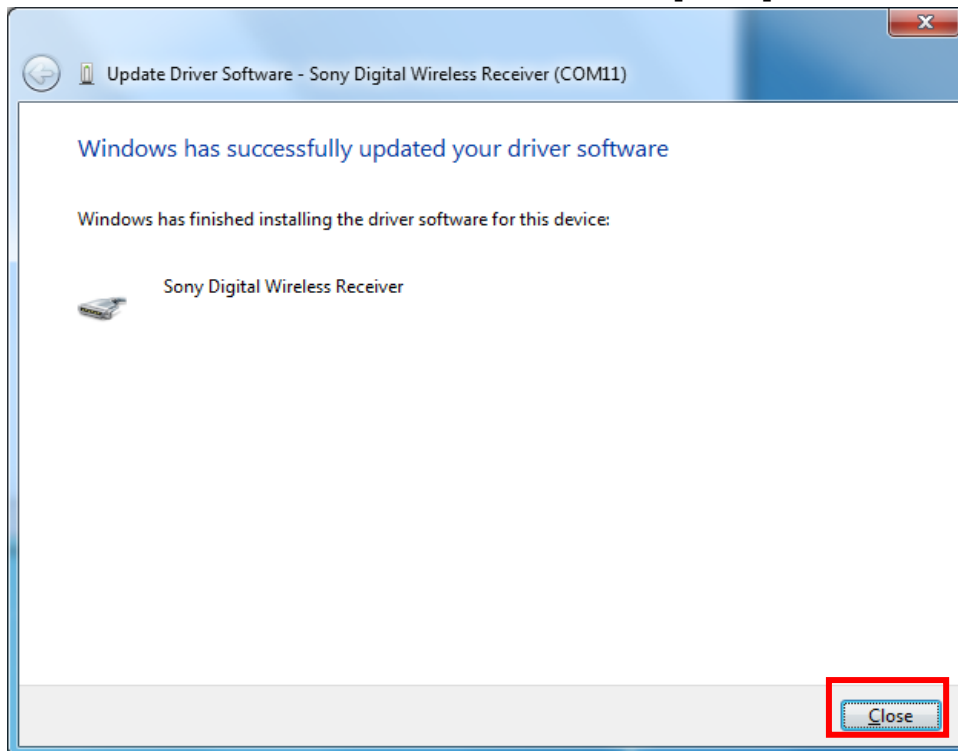 Update Driver Software - Sony Digital Wireless Receiver (COM11)
Windows has successfully updated your driver software
Windows has finished installing the driver software for this device:
Sony Digital Wireless Receiver
Close